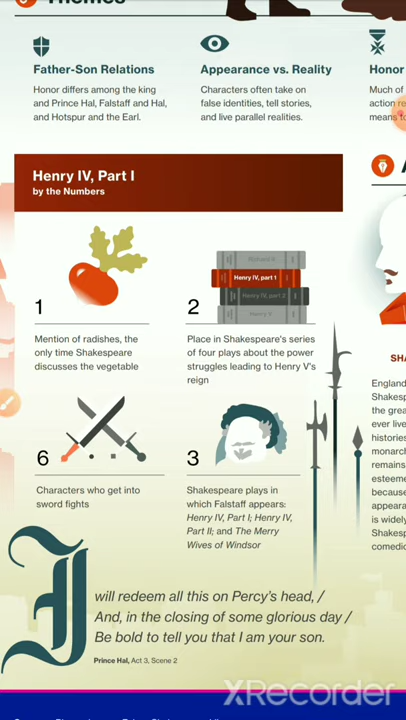 Themes
Father-Son Relations
Honor differs among the king
and Prince Hal, Falstaff and Hal,
and Hotspur and the Earl.
Appearance vs. Reality
Characters often take on
false identities, tell stories,
and live parallel realities.
Honor
Much of
action re
means to
Henry IV, Part I
by the Numbers
1
Mention of radishes, the
only time Shakespeare
discusses the vegetable
Richard II
Henry IV, part 1
Henry IV, part 2
Henry V
2
Place in Shakespeare's series
of four plays about the power
struggles leading to Henry V's
reign
6
Characters who get into
sword fights
3
Shakespeare plays in
which Falstaff appears:
Henry IV, Part I; Henry IV,
Part II; and The Merry
Wives of Windsor
SHA
England
Shakesp
the grea
ever live
histories
monarc
remains
esteeme
because
appeara
is widely
Shakesp
comedic
I will redeem all this on Percy's head, /
And, in the closing of some glorious day /
Be bold to tell you that I am your son.
Prince Hal, Act 3, Scene 2
XRecorder